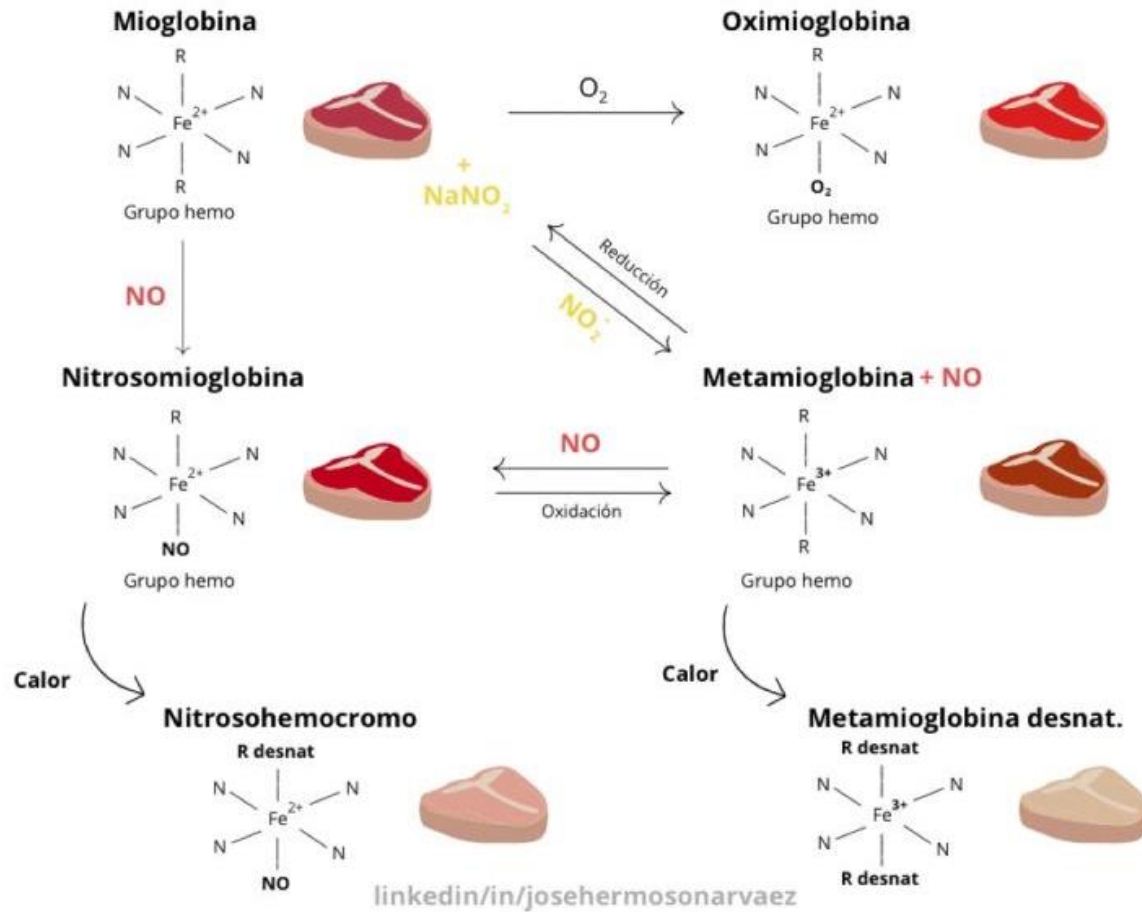 Mioglobina
R
N
N
Fe2+
N
N
R
Grupo hemo
+
NaNO2
O2
Oximioglobina
N
N
Fe2+
N
N
O2
Grupo hemo
NO
Reducción
NO2-
Nitrosomioglobina
R
N
N
Fe2+
N
N
NO
Grupo hemo
NO
Oxidación
Metamioglobina + NO
R
N
N
Fe3+
N
N
R
Grupo hemo
Calor
Nitrosohemocromo
R desnat
N
N
Fe2+
N
N
NO
Calor
Metamioglobina desnat.
R desnat
N
N
Fe3+
N
N
R desnat
linkedin/in/josehermosonarvaez